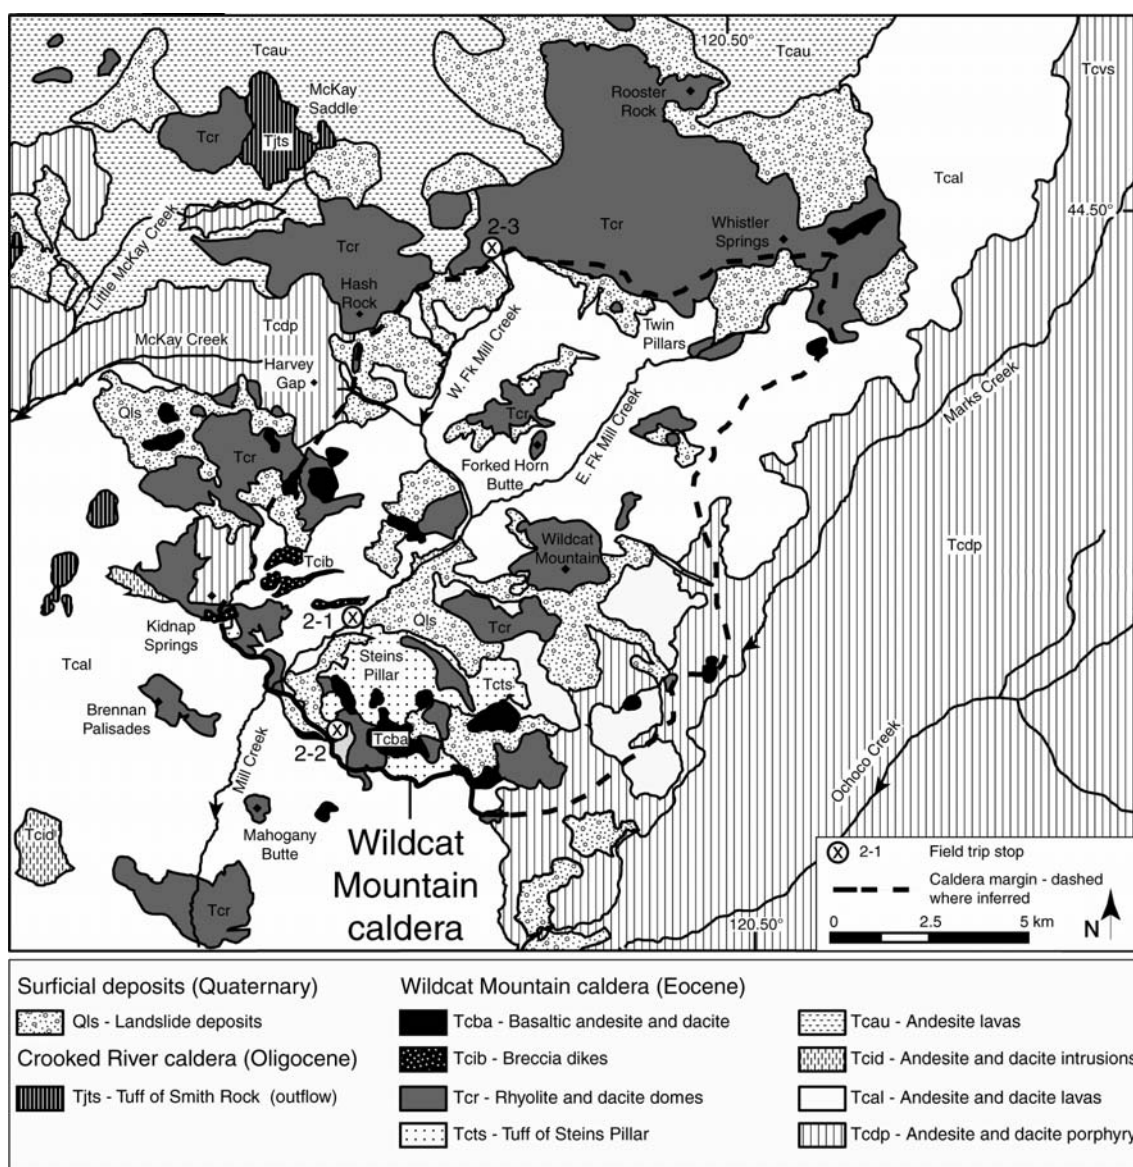 120.50°
Tcau
Tcau
Tcvs
McKay
Saddle
Rooster
Rock
Tcr
Tjts
Tcal
44.50°
Little McKay Creek
2-3
Tcr
Whistler
Springs
Tcr
Hash
Rock
Tcdp
McKay Creek
Harvey
Gap
W. Fk Mill Creek
Twin
Pillars
Marks Creek
Qls
Tcr
Tcr
Forked Horn
Butte
E. Fk Mill Creek
Tcdp
Wildcat
Mountain
Tcib
2-1
Qls
Tcr
Kidnap
Springs
Steins
Pillar
Tcts
Tcal
Brennan
Palisades
Tcba
2-2
Mill Creek
Ochoco Creek
Mahogany
Butte
Tcid
Tcr
Wildcat
Mountain
caldera
120.50°
2-1 Field trip stop
Caldera margin - dashed
where inferred
0 2.5 5 km
N
Surficial deposits (Quaternary)
Qls - Landslide deposits
Crooked River caldera (Oligocene)
Tjts - Tuff of Smith Rock (outflow)
Wildcat Mountain caldera (Eocene)
Tcba - Basaltic andesite and dacite
Tcib - Breccia dikes
Tcr - Rhyolite and dacite domes
Tcts - Tuff of Steins Pillar
Tcau - Andesite lavas
Tcid - Andesite and dacite intrusions
Tcal - Andesite and dacite lavas
Tcdp - Andesite and dacite porphyry